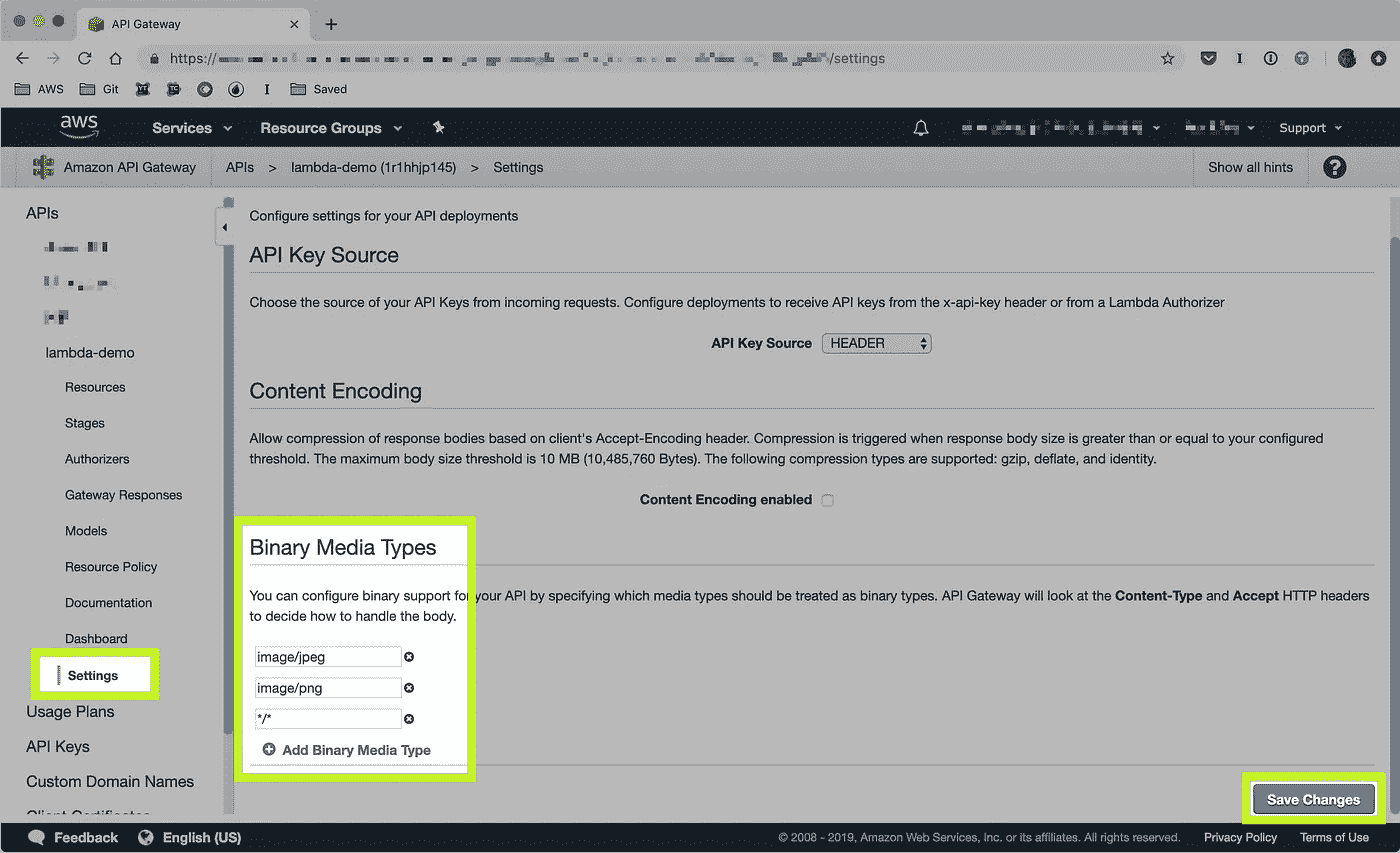 API Gateway
https://
/settings
AWS
Git
Saved
aws
Services
Resource Groups
Support
Amazon API Gateway
APIs > lambda-demo (1r1hhjp145) > Settings
Show all hints
?
APIs
lambda-demo
Resources
Stages
Authorizers
Gateway Responses
Models
Resource Policy
Documentation
Dashboard
Settings
Usage Plans
API Keys
Custom Domain Names
Client Certificates
Configure settings for your API deployments
API Key Source
Choose the source of your API Keys from incoming requests. Configure deployments to receive API keys from the x-api-key header or from a Lambda Authorizer
API Key Source HEADER
Content Encoding
Allow compression of response bodies based on client's Accept-Encoding header. Compression is triggered when response body size is greater than or equal to your configured
threshold. The maximum body size threshold is 10 MB (10,485,760 Bytes). The following compression types are supported: gzip, deflate, and identity.
Content Encoding enabled
Binary Media Types
You can configure binary support for your API by specifying which media types should be treated as binary types. API Gateway will look at the Content-Type and Accept HTTP headers
to decide how to handle the body.
image/jpeg
image/png
*/*
Add Binary Media Type
Save Changes
Feedback
English (US)
© 2008 - 2019, Amazon Web Services, Inc. or its affiliates. All rights reserved.
Privacy Policy
Terms of Use